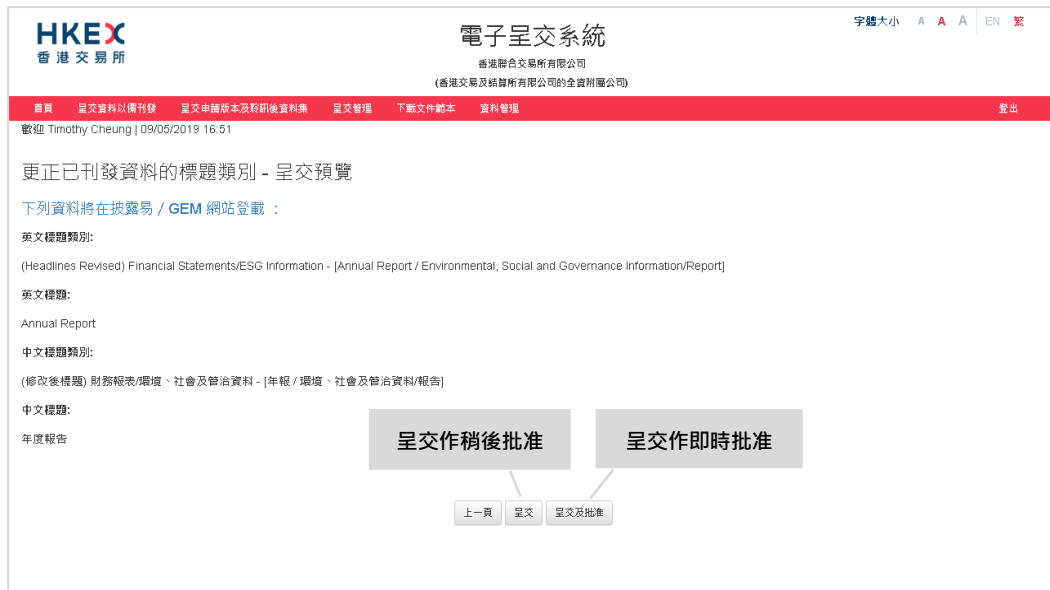 HKEX
香港交易所
電子呈交系統
香港聯合交易所有限公司
(香港交易及結算所有限公司的全資附屬公司)
字體大小 A A A EN 繁
首頁 呈交資料以備刊發 呈交申請版本及聆訊後資料集 呈交管理 下載文件範本 資料管理 登出
歡迎 Timothy Cheung | 09/05/2019 16:51
更正已刊發資料的標題類別 - 呈交預覽
下列資料將在披露易 / GEM 網站登載 :
英文標題類別:
(Headlines Revised) Financial Statements/ESG Information - [Annual Report / Environmental, Social and Governance Information/Report]
英文標題:
Annual Report
中文標題類別:
(修改後標題) 財務報表/環境、社會及管治資料 - [年報 / 環境、社會及管治資料/報告]
中文標題:
年度報告
呈交作稍後批准 呈交作即時批准
上一頁 呈交 呈交及批准